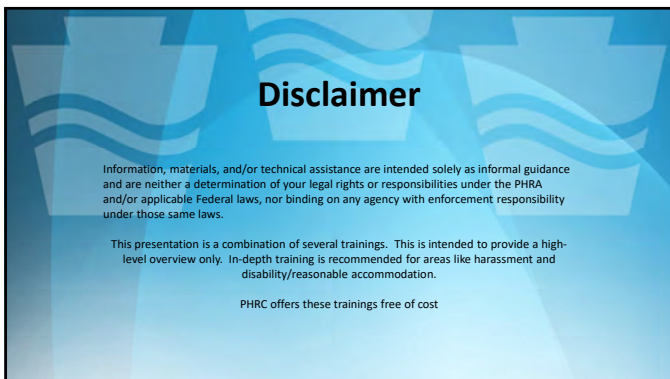 Disclaimer
Information, materials, and/or technical assistance are intended solely as informal guidance
and are neither a determination of your legal rights or responsibilities under the PHRA
and/or applicable Federal laws, nor binding on any agency with enforcement responsibility
under those same laws.
This presentation is a combination of several trainings. This is intended to provide a high-
level overview only. In-depth training is recommended for areas like harassment and
disability/reasonable accommodation.
PHRC offers these trainings free of cost